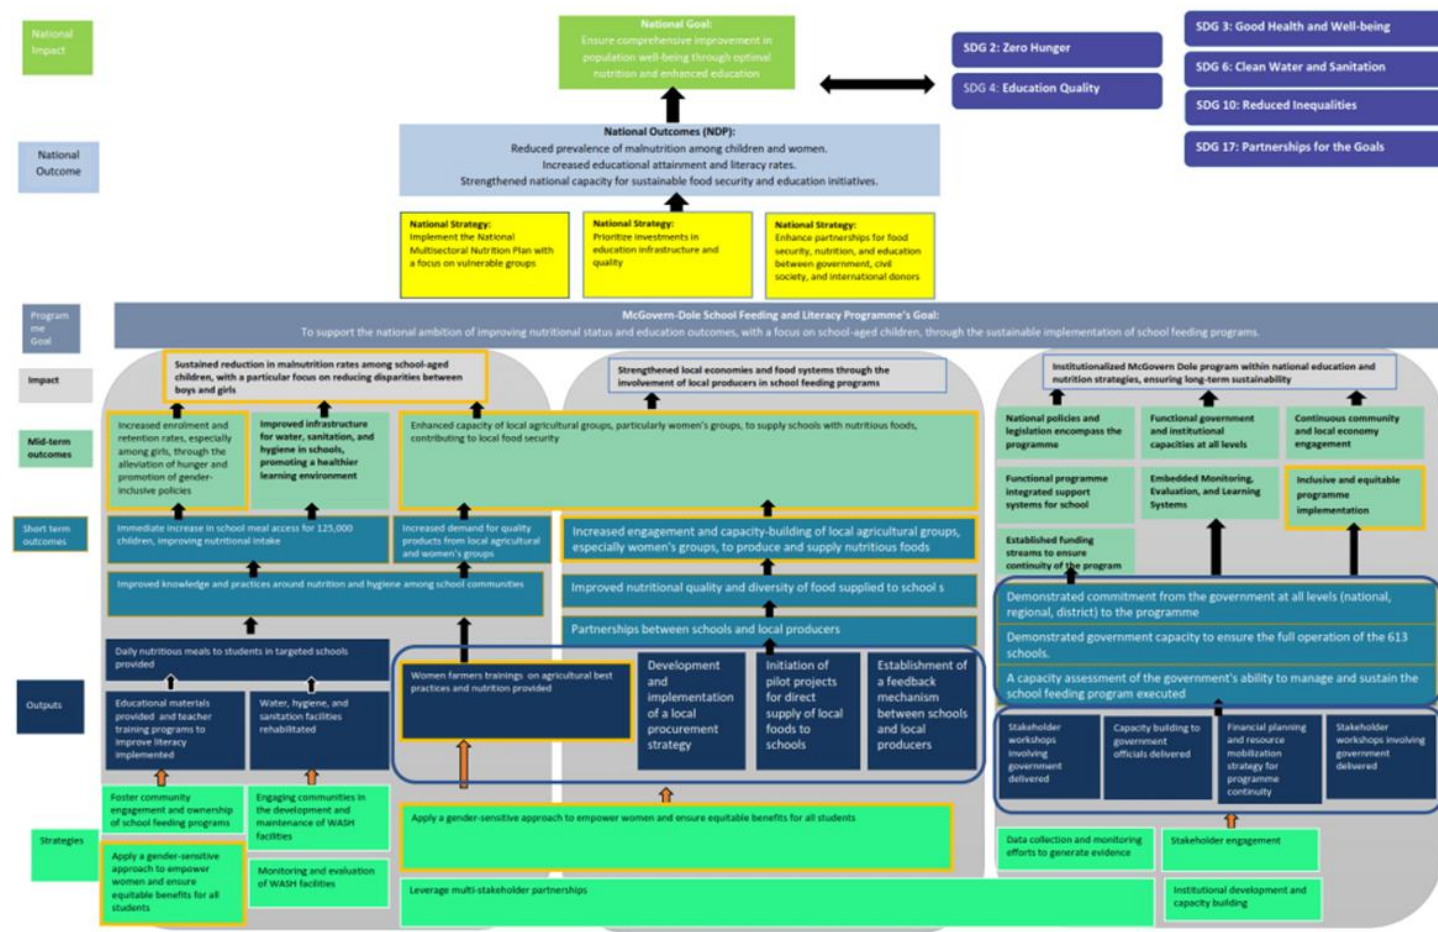 National
Impact
National Goal:
Ensure comprehensive improvement in
population well-being through optimal
nutrition and enhanced education
SDG 2: Zero Hunger
SDG 4: Education Quality
SDG 3: Good Health and Well-being
SDG 6: Clean Water and Sanitation
SDG 10: Reduced Inequalities
SDG 17: Partnerships for the Goals
National
Outcome
National Outcomes (NDP):
Reduced prevalence of malnutrition among children and women.
Increased educational attainment and literacy rates.
Strengthened national capacity for sustainable food security and education initiatives.
National Strategy:
Implement the National
Multisectoral Nutrition Plan with
a focus on vulnerable groups
National Strategy:
Prioritize investments in
education infrastructure and
quality
National Strategy:
Enhance partnerships for food
security, nutrition, and education
between government, civil
society, and international donors
Program
me
Goal
McGovern-Dole School Feeding and Literacy Programme's Goal:
To support the national ambition of improving nutritional status and education outcomes, with a focus on school-aged children, through the sustainable implementation of school feeding programs.
Impact
Sustained reduction in malnutrition rates among school-aged
children, with a particular focus on reducing disparities between
boys and girls
Strengthened local economies and food systems through the
involvement of local producers in school feeding programs
Institutionalized McGovern Dole program within national education and
nutrition strategies, ensuring long-term sustainability
Mid-term
outcomes
Increased enrolment and
retention rates, especially
among girls, through the
alleviation of hunger and
promotion of gender-
inclusive policies
Improved infrastructure
for water, sanitation, and
hygiene in schools,
promoting a healthier
learning environment
Enhanced capacity of local agricultural groups, particularly women's groups, to supply schools with nutritious foods,
contributing to local food security
National policies and
legislation encompass the
programme
Functional government
and institutional
capacities at all levels
Continuous community
and local economy
engagement
Functional programme
integrated support
systems for school
Embedded Monitoring,
Evaluation, and Learning
Systems
Inclusive and equitable
programme
implementation
Established funding
streams to ensure
continuity of the program
Short term
outcomes
Immediate increase in school meal access for 125,000
children, improving nutritional intake
Increased demand for quality
products from local agricultural
and women's groups
Increased engagement and capacity-building of local agricultural groups,
especially women's groups, to produce and supply nutritious foods
Improved knowledge and practices around nutrition and hygiene among school communities
Improved nutritional quality and diversity of food supplied to school s
Partnerships between schools and local producers
Demonstrated commitment from the government at all levels (national,
regional, district) to the programme
Demonstrated government capacity to ensure the full operation of the 613
schools.
A capacity assessment of the government's ability to manage and sustain the
school feeding program executed
Outputs
Daily nutritious meals to students in targeted schools
provided
Educational materials
provided and teacher
training programs to
improve literacy
implemented
Water, hygiene, and
sanitation facilities
rehabilitated
Women farmers trainings on agricultural best
practices and nutrition provided
Development
and
implementation
of a local
procurement
strategy
Initiation of
pilot projects
for direct
supply of local
foods to
schools
Establishment of
a feedback
mechanism
between schools
and local
producers
Stakeholder
workshops
involving
government
delivered
Capacity building to
government
officials delivered
Financial planning
and resource
mobilization
strategy for
programme
continuity
Stakeholder
workshops involving
government
delivered
Strategies
Foster community
engagement and ownership
of school feeding programs
Engaging communities in
the development and
maintenance of WASH
facilities
Apply a gender-sensitive
approach to empower
women and ensure
equitable benefits for all
students
Monitoring and evaluation
of WASH facilities
Apply a gender-sensitive approach to empower women and ensure equitable benefits for all students
Leverage multi-stakeholder partnerships
Data collection and monitoring
efforts to generate evidence
Stakeholder engagement
Institutional development and
capacity building